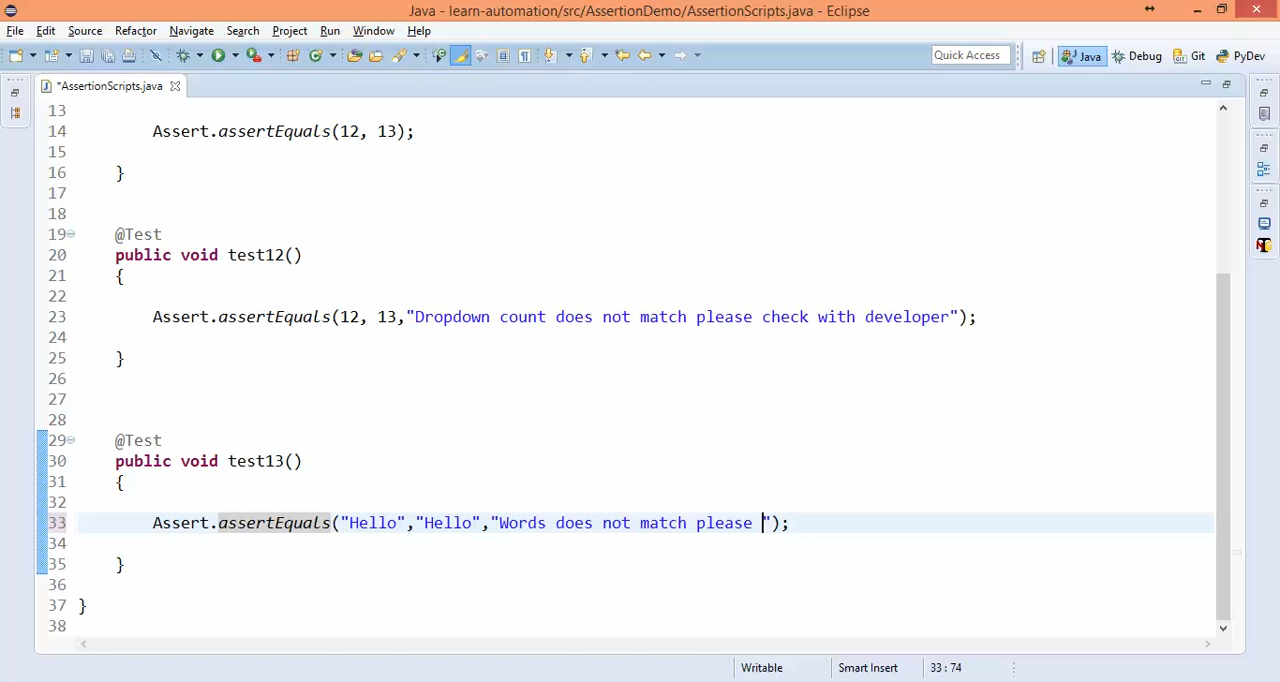 Java - learn-automation/src/AssertionDemo/AssertionScripts.java - Eclipse
File Edit Source Refactor Navigate Search Project Run Window Help
Quick Access Java Debug Git PyDev
*AssertionScripts.java
13
14 Assert.assertEquals(12, 13);
15
16 }
17
18
19 @Test
20 public void test12()
21 {
22
23 Assert.assertEquals(12, 13,"Dropdown count does not match please check with developer");
24
25 }
26
27
28
29 @Test
30 public void test13()
31 {
32
33 Assert.assertEquals("Hello","Hello","Words does not match please ");
34
35 }
36
37 }
38
Writable Smart Insert 33 : 74